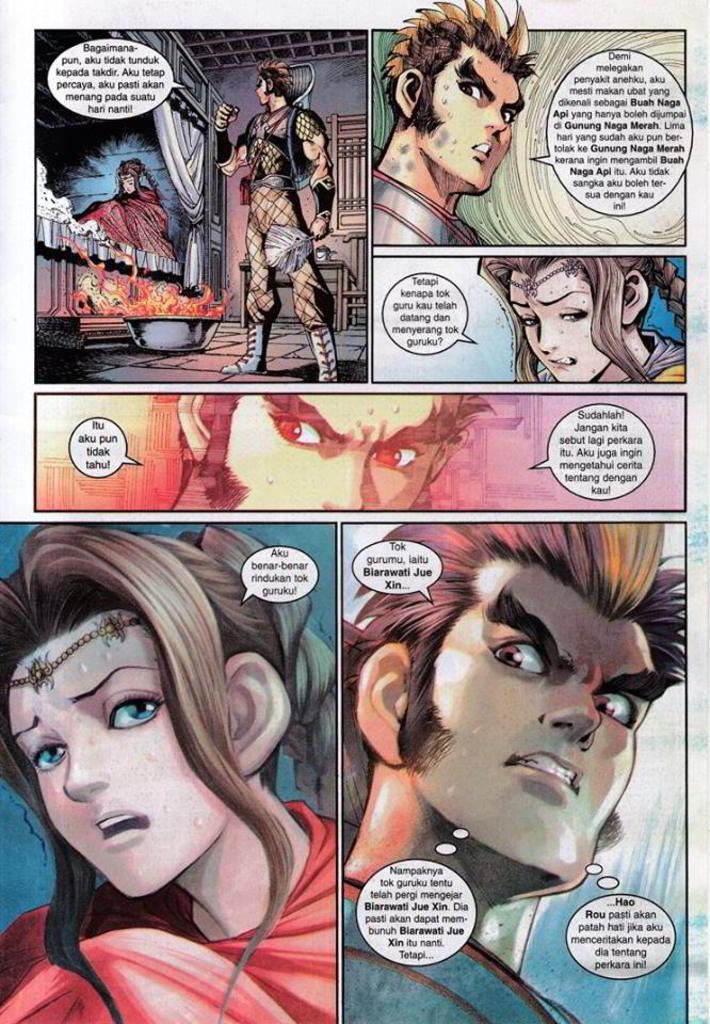 Bagaimana-
pun, aku tidak tunduk
kepada takdir. Aku tetap
percaya, aku pasti akan
menang pada suatu
hari nanti!
Demi
melegakan
penyakit anehku, aku
mesti makan ubat yang
dikenali sebagai Buah Naga
Api yang hanya boleh dijumpai
di Gunung Naga Merah. Lima
hari yang sudah aku pun ber-
tolak ke Gunung Naga Merah
kerana ingin mengambil Buah
Naga Api itu. Aku tidak
sangka aku boleh ter-
sua dengan kau
ini!
Tetapi
kenapa tok
guru kau telah
datang dan
menyerang tok
guruku?
Itu
aku pun
tidak
tahu!
Sudahlah!
Jangan kita
sebut lagi perkara
itu. Aku juga ingin
mengetahui cerita
tentang dengan
kau!
Aku
benar-benar
rindukan tok
guruku!
Tok
gurumu, iaitu
Biarawati Jue
Xin...
Nampaknya
tok guruku tentu
telah pergi mengejar
Biarawati Jue Xin. Dia
pasti akan dapat mem-
bunuh Biarawati Jue
Xin itu nanti.
Tetapi...
...Hao
Rou pasti akan
patah hati jika aku
menceritakan kepada
dia tentang
perkara ini!